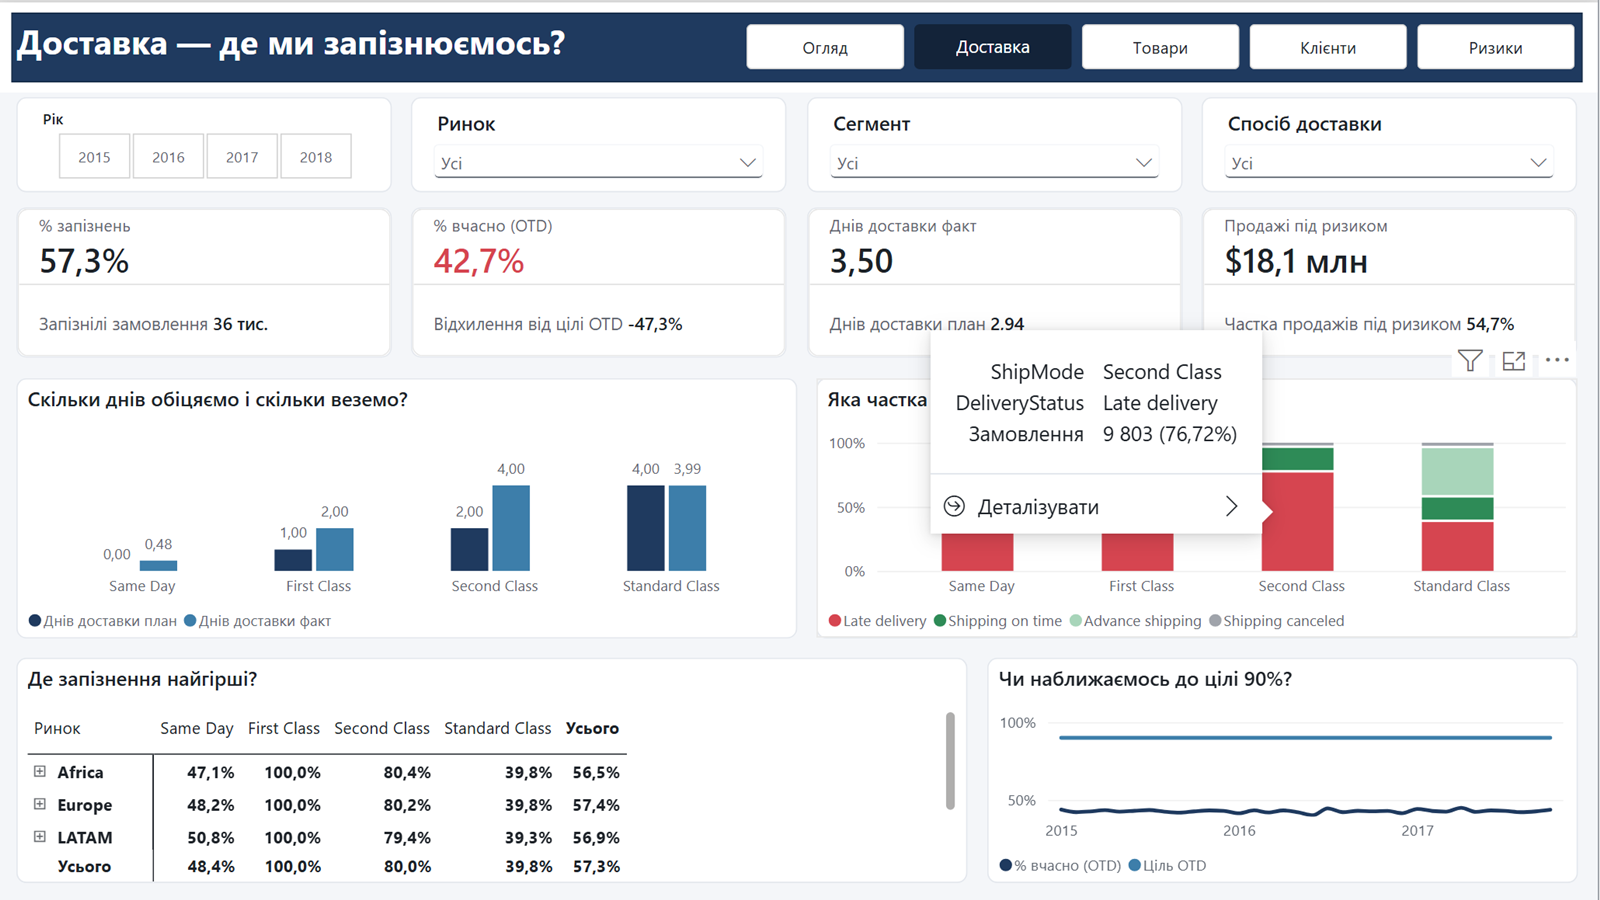 Доставка — де ми запізнюємось?
Огляд
Доставка
Товари
Клієнти
Ризики
Рік
2015 2016 2017 2018
Ринок
Усі
Сегмент
Усі
Спосіб доставки
Усі
% запізнень
57,3%
Запізнілі замовлення 36 тис.
% вчасно (OTD)
42,7%
Відхилення від цілі OTD -47,3%
Днів доставки факт
3,50
Днів доставки план 2.94
Продажі під ризиком
$18,1 млн
Частка продажів під ризиком 54,7%
Скільки днів обіцяємо і скільки веземо?
0,00 0,48 1,00 2,00 2,00 4,00 4,00 3,99
Same Day First Class Second Class Standard Class
Днів доставки план Днів доставки факт
Яка частка
ShipMode Second Class
DeliveryStatus Late delivery
Замовлення 9 803 (76,72%)
Деталізувати
100%
50%
0%
Same Day First Class Second Class Standard Class
Late delivery Shipping on time Advance shipping Shipping canceled
Де запізнення найгірші?
Ринок Same Day First Class Second Class Standard Class Усього
Africa 47,1% 100,0% 80,4% 39,8% 56,5%
Europe 48,2% 100,0% 80,2% 39,8% 57,4%
LATAM 50,8% 100,0% 79,4% 39,3% 56,9%
Усього 48,4% 100,0% 80,0% 39,8% 57,3%
Чи наближаємось до цілі 90%?
100%
50%
2015 2016 2017
% вчасно (OTD) Ціль OTD